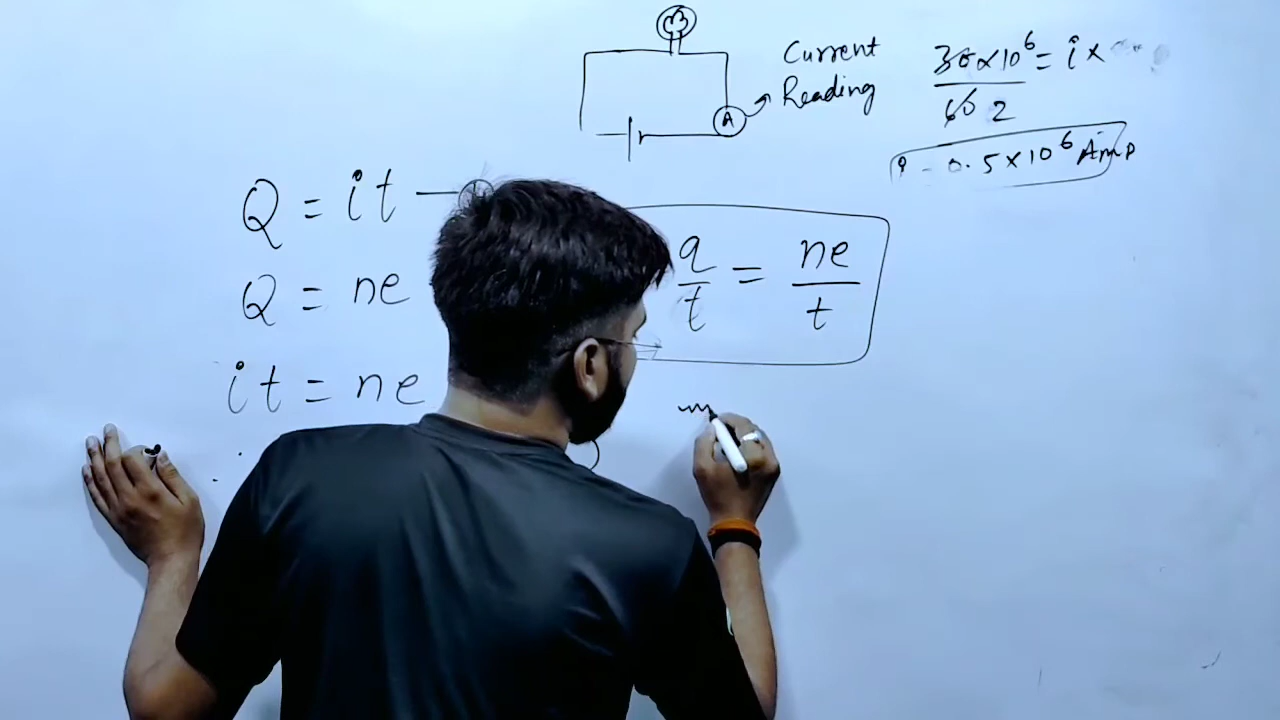 Current
Reading
A
30×10⁶ = i×
60 2
i = 0.5×10⁶ Amp
Q = it
Q = ne
it = ne
q/t = ne/t